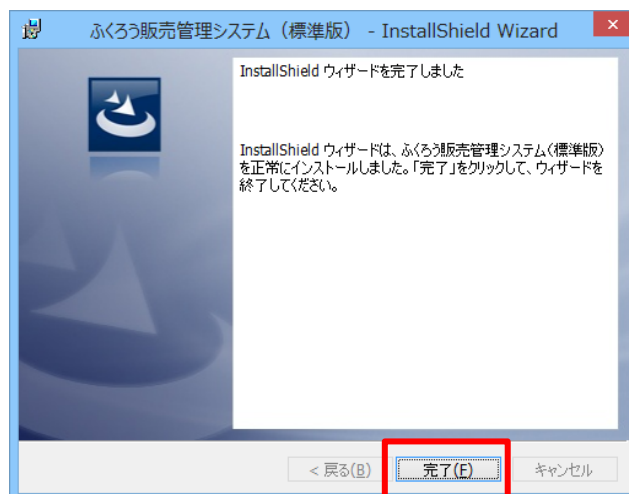 ふくろう販売管理システム（標準版） - InstallShield Wizard
InstallShield ウィザードを完了しました
InstallShield ウィザードは、ふくろう販売管理システム(標準版)
を正常にインストールしました。「完了」をクリックして、ウィザードを
終了してください。
< 戻る(B) 完了(F) キャンセル